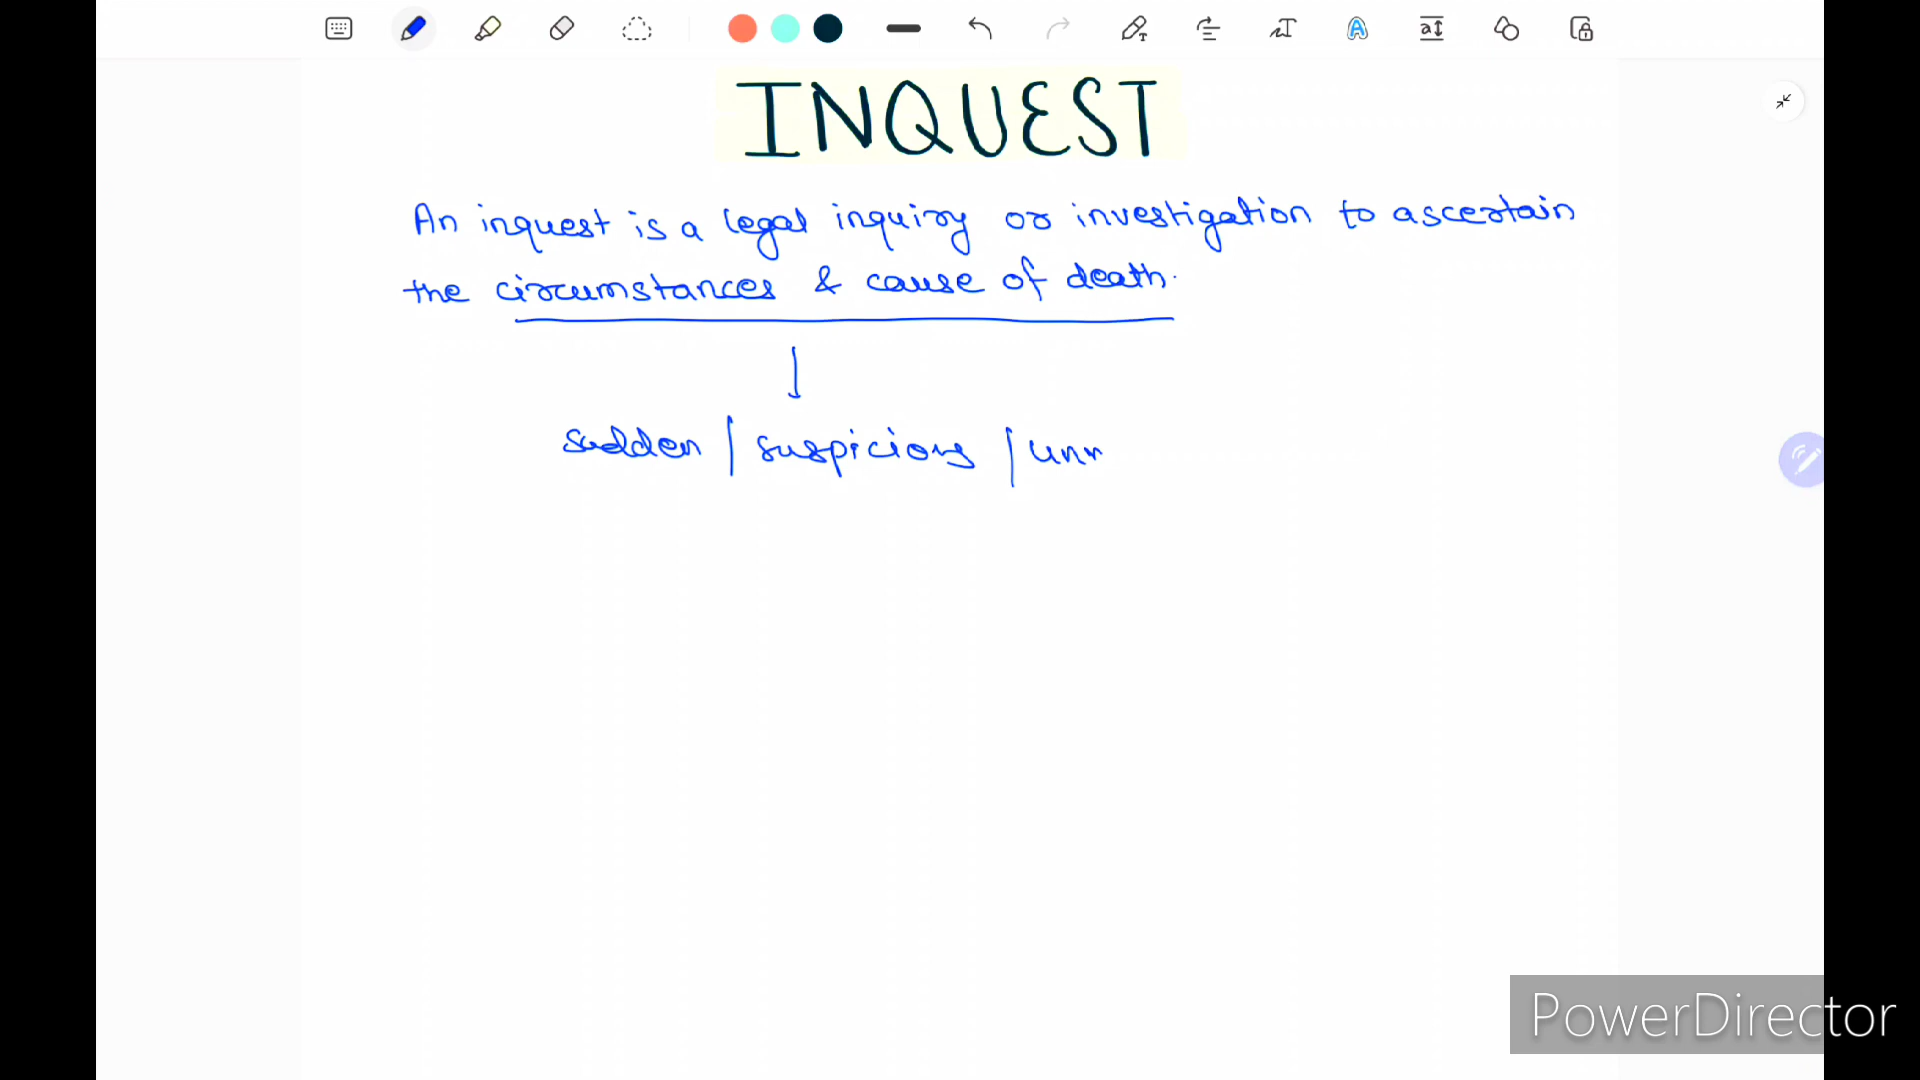 INQUEST
An inquest is a legal inquiry or investigation to ascertain
the circumstances & cause of death.
sudden / suspicious / unn
PowerDirector